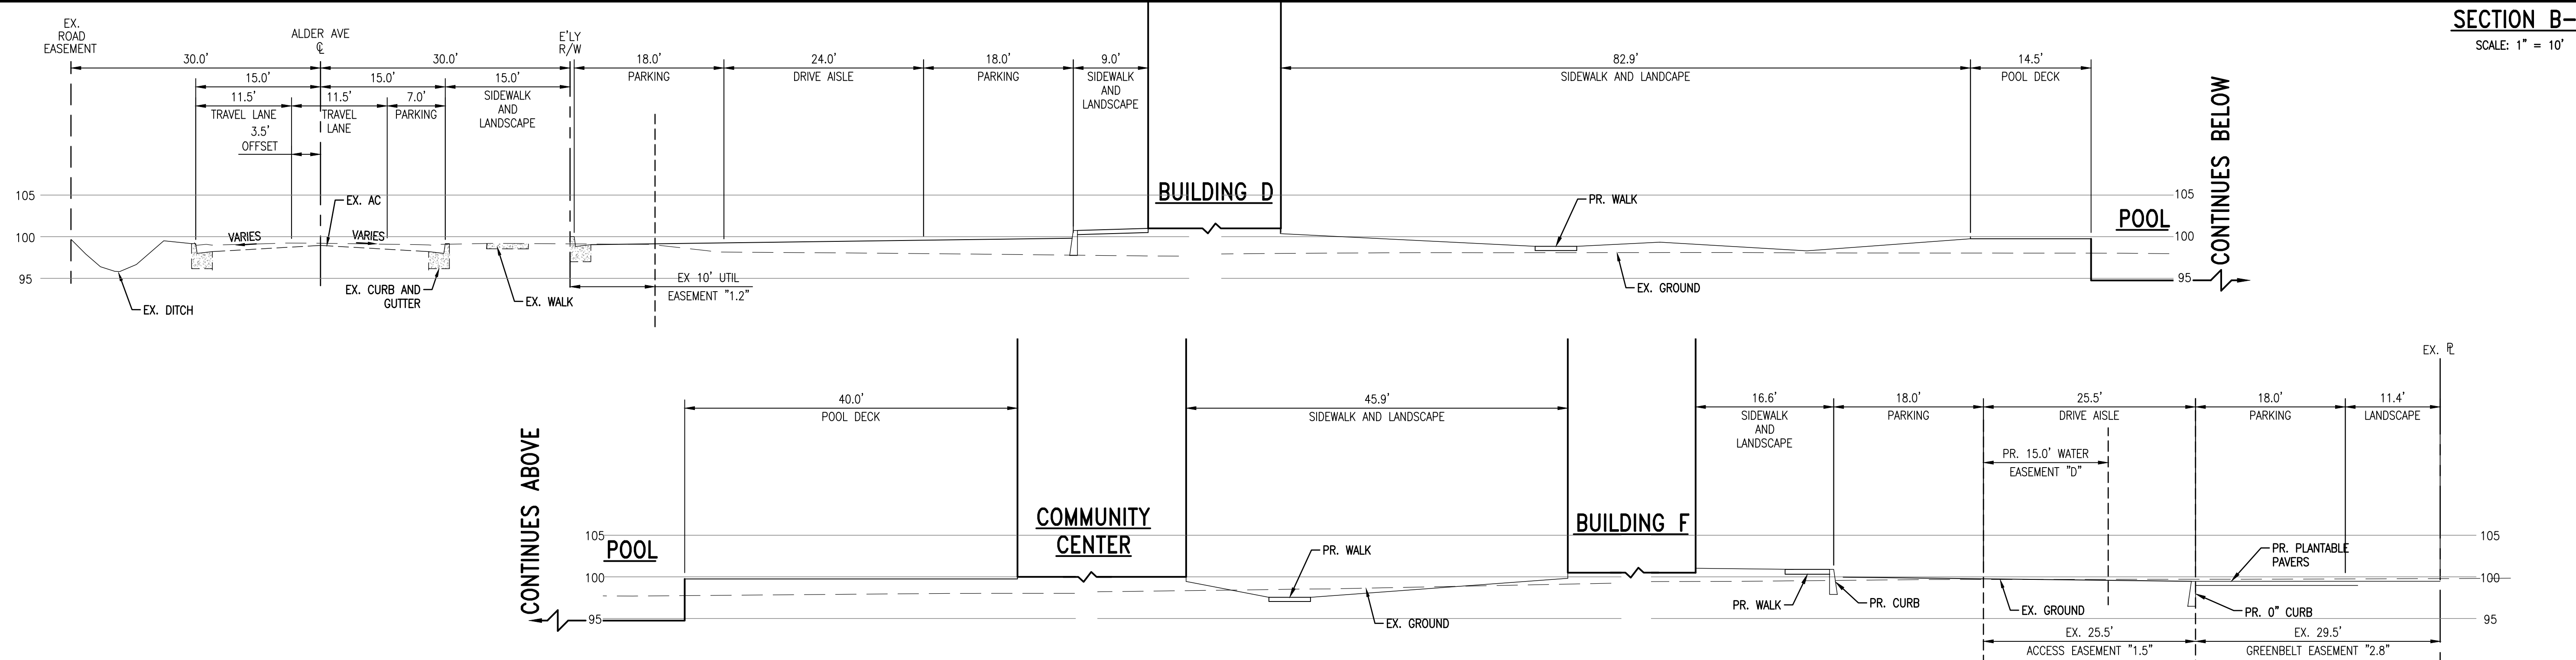 SECTION B-
SCALE: 1" = 10'
EX.
ROAD
EASEMENT
ALDER AVE
℄
E'LY
R/W
30.0'
30.0'
18.0'
PARKING
24.0'
DRIVE AISLE
18.0'
PARKING
9.0'
SIDEWALK
AND
LANDSCAPE
82.9'
SIDEWALK AND LANDCAPE
14.5'
POOL DECK
15.0'
15.0'
15.0'
SIDEWALK
AND
LANDSCAPE
11.5'
TRAVEL LANE
11.5'
TRAVEL
LANE
7.0'
PARKING
3.5'
OFFSET
CONTINUES BELOW
105
100
95
EX. AC
VARIES
VARIES
BUILDING D
PR. WALK
POOL
105
100
95
EX. DITCH
EX. CURB AND
GUTTER
EX. WALK
EX 10' UTIL
EASEMENT "1.2"
EX. GROUND
EX. ℙL
40.0'
POOL DECK
45.9'
SIDEWALK AND LANDSCAPE
16.6'
SIDEWALK
AND
LANDSCAPE
18.0'
PARKING
25.5'
DRIVE AISLE
18.0'
PARKING
11.4'
LANDSCAPE
PR. 15.0' WATER
EASEMENT "D"
CONTINUES ABOVE
105
100
95
POOL
COMMUNITY
CENTER
PR. WALK
EX. GROUND
BUILDING F
PR. WALK
PR. CURB
EX. GROUND
PR. PLANTABLE
PAVERS
PR. 0" CURB
105
100
95
EX. 25.5'
ACCESS EASEMENT "1.5"
EX. 29.5'
GREENBELT EASEMENT "2.8"